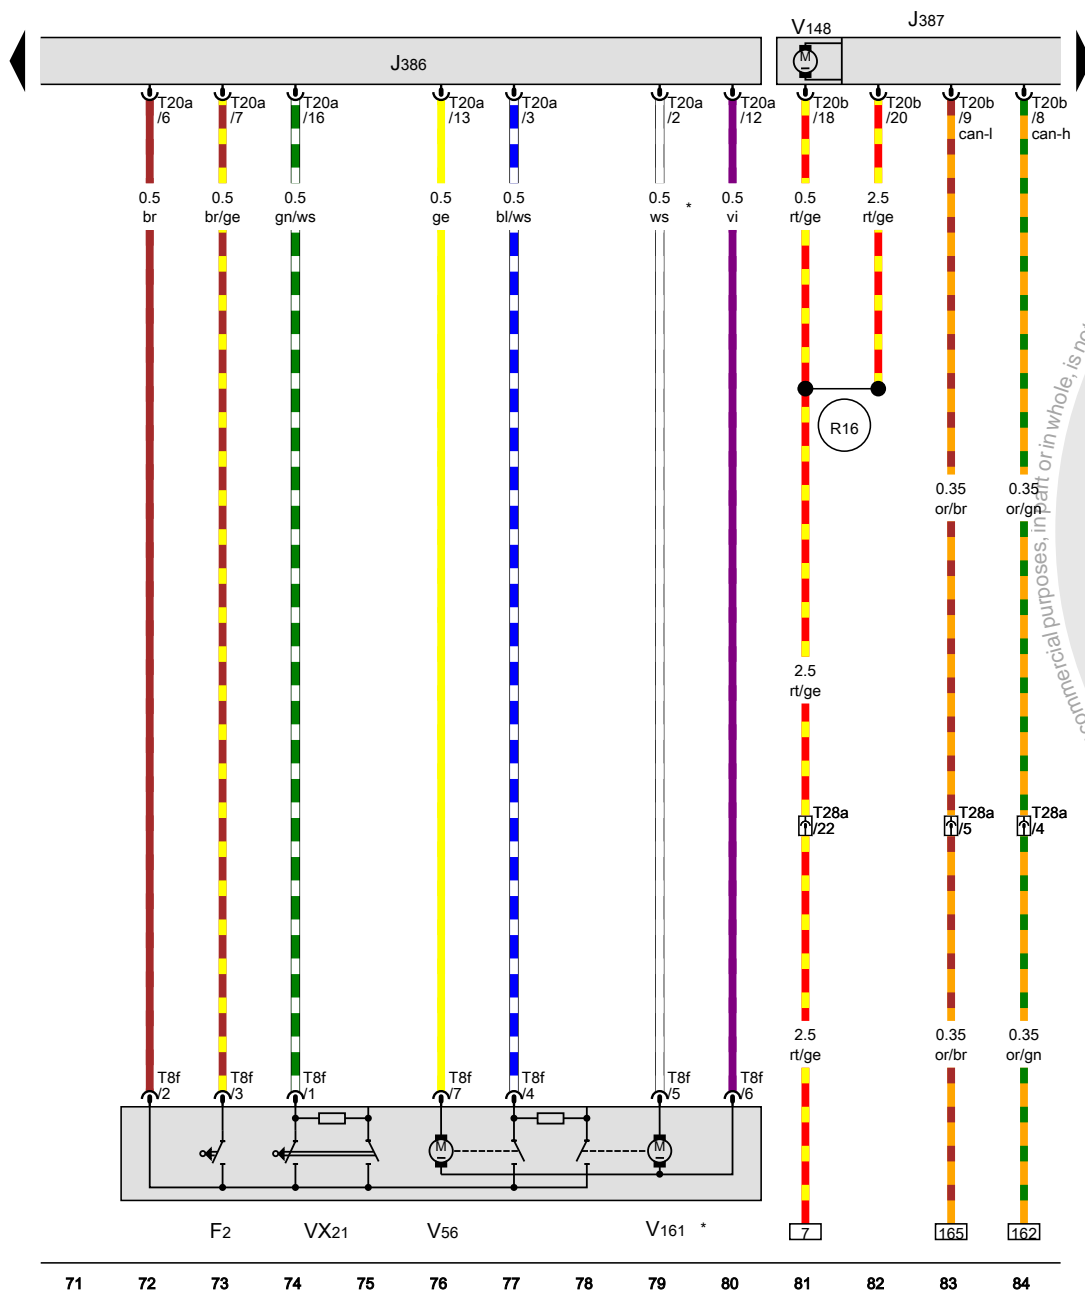 J386
V148
J387
M
T20a
/6
T20a
/7
T20a
/16
T20a
/13
T20a
/3
T20a
/2
T20a
/12
T20b
/18
T20b
/20
T20b
/9
can-l
T20b
/8
can-h
0.5
br
0.5
br/ge
0.5
gn/ws
0.5
ge
0.5
bl/ws
0.5
ws *
0.5
vi
0.5
rt/ge
2.5
rt/ge
R16
0.35
or/br
0.35
or/gn
commercial purposes, in part or in whole, is not
2.5
rt/ge
T28a
/22
T28a
/5
T28a
/4
2.5
rt/ge
0.35
or/br
0.35
or/gn
T8f
/2
T8f
/3
T8f
/1
T8f
/7
T8f
/4
T8f
/5
T8f
/6
M
M
F2
VX21
V56
V161 *
7
165
162
71 72 73 74 75 76 77 78 79 80 81 82 83 84